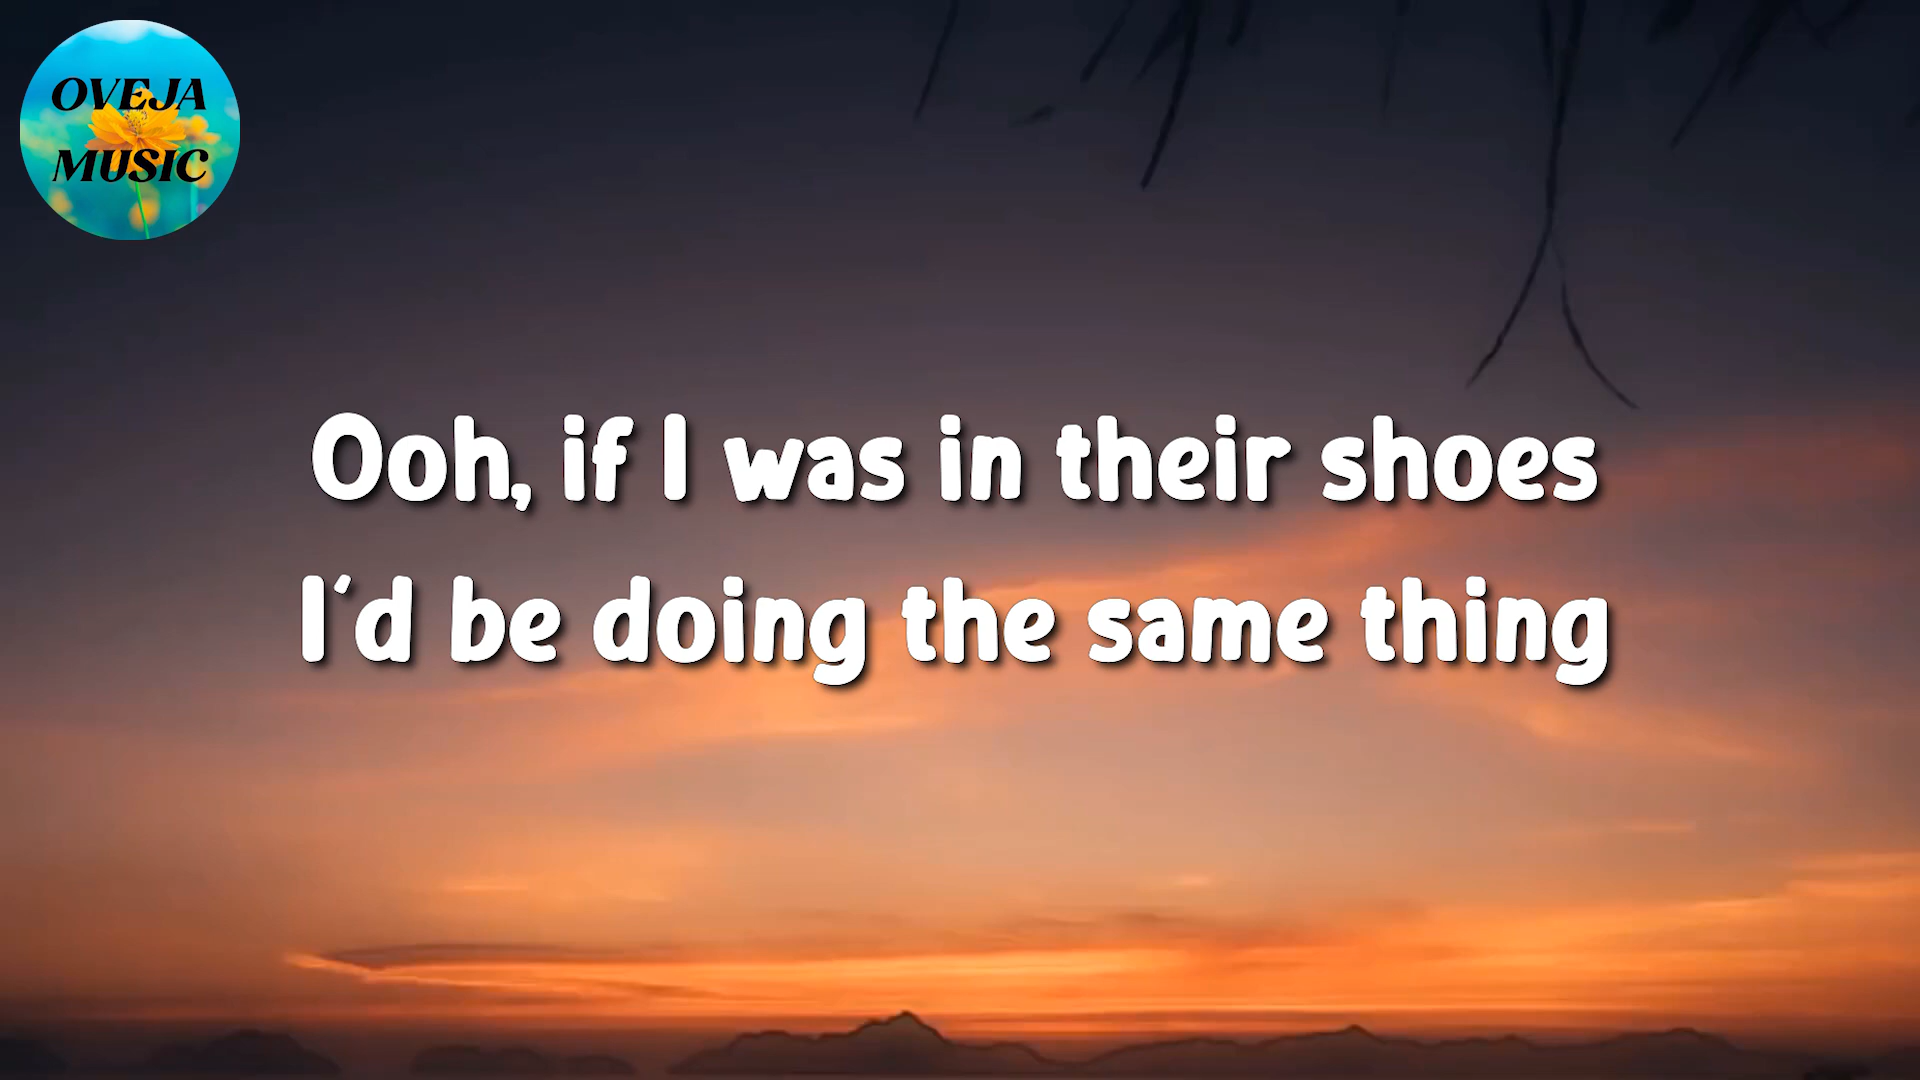 OVEJA
MUSIC
Ooh, if I was in their shoes
I'd be doing the same thing